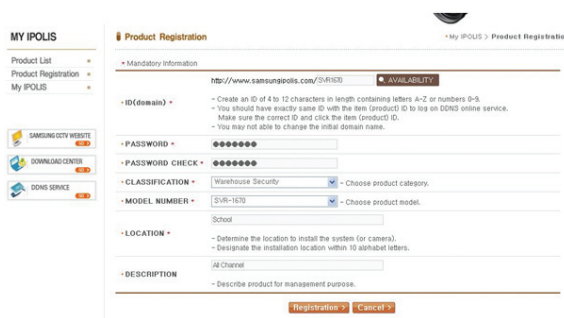 MY IPOLIS
Product List
Product Registration
My IPOLIS
SAMSUNG CCTV WEBSITE
GO
DOWNLOAD CENTER
GO
DDNS SERVICE
GO
Product Registration
My IPOLIS > Product Registratio
Mandatory Information
ID(domain)
http://www.samsungipolis.com/ SVR1670 AVAILABILITY
- Create an ID of 4 to 12 characters in length containing letters A-Z or numbers 0-9.
- You should have exactly same ID with the item (product) ID to log on DDNS online service.
Make sure the correct ID and click the item (product) ID.
- You may not able to change the initial domain name.
PASSWORD
PASSWORD CHECK
CLASSIFICATION Warehouse Security - Choose product category.
MODEL NUMBER SVR-1670 - Choose product model.
LOCATION
School
- Determine the location to install the system (or camera).
- Designate the installation location within 10 alphabet letters.
DESCRIPTION
All Channel
- Describe product for management purpose.
Registration > Cancel >